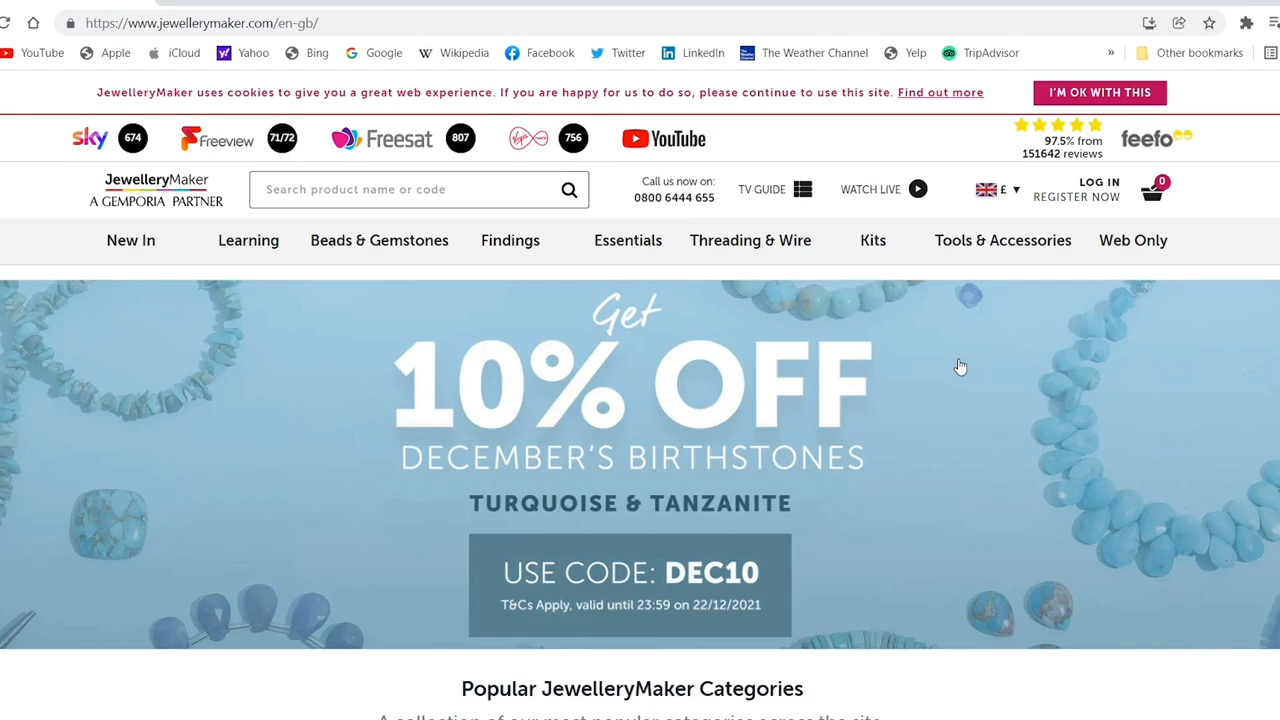 https://www.jewellerymaker.com/en-gb/
YouTube Apple iCloud Yahoo Bing Google Wikipedia Facebook Twitter LinkedIn The Weather Channel Yelp TripAdvisor » Other bookmarks
JewelleryMaker uses cookies to give you a great web experience. If you are happy for us to do so, please continue to use this site. Find out more
I'M OK WITH THIS
sky 674 Freeview 71/72 Freesat 807 Virgin 756 YouTube
97.5% from
151642 reviews
feefo
JewelleryMaker
A GEMPORIA PARTNER
Search product name or code
Call us now on:
0800 6444 655
TV GUIDE
WATCH LIVE
£ ▼
LOG IN
REGISTER NOW
0
New In Learning Beads & Gemstones Findings Essentials Threading & Wire Kits Tools & Accessories Web Only
Get
10% OFF
DECEMBER'S BIRTHSTONES
TURQUOISE & TANZANITE
USE CODE: DEC10
T&Cs Apply, valid until 23:59 on 22/12/2021
Popular JewelleryMaker Categories
A collection of our most popular categories across the site